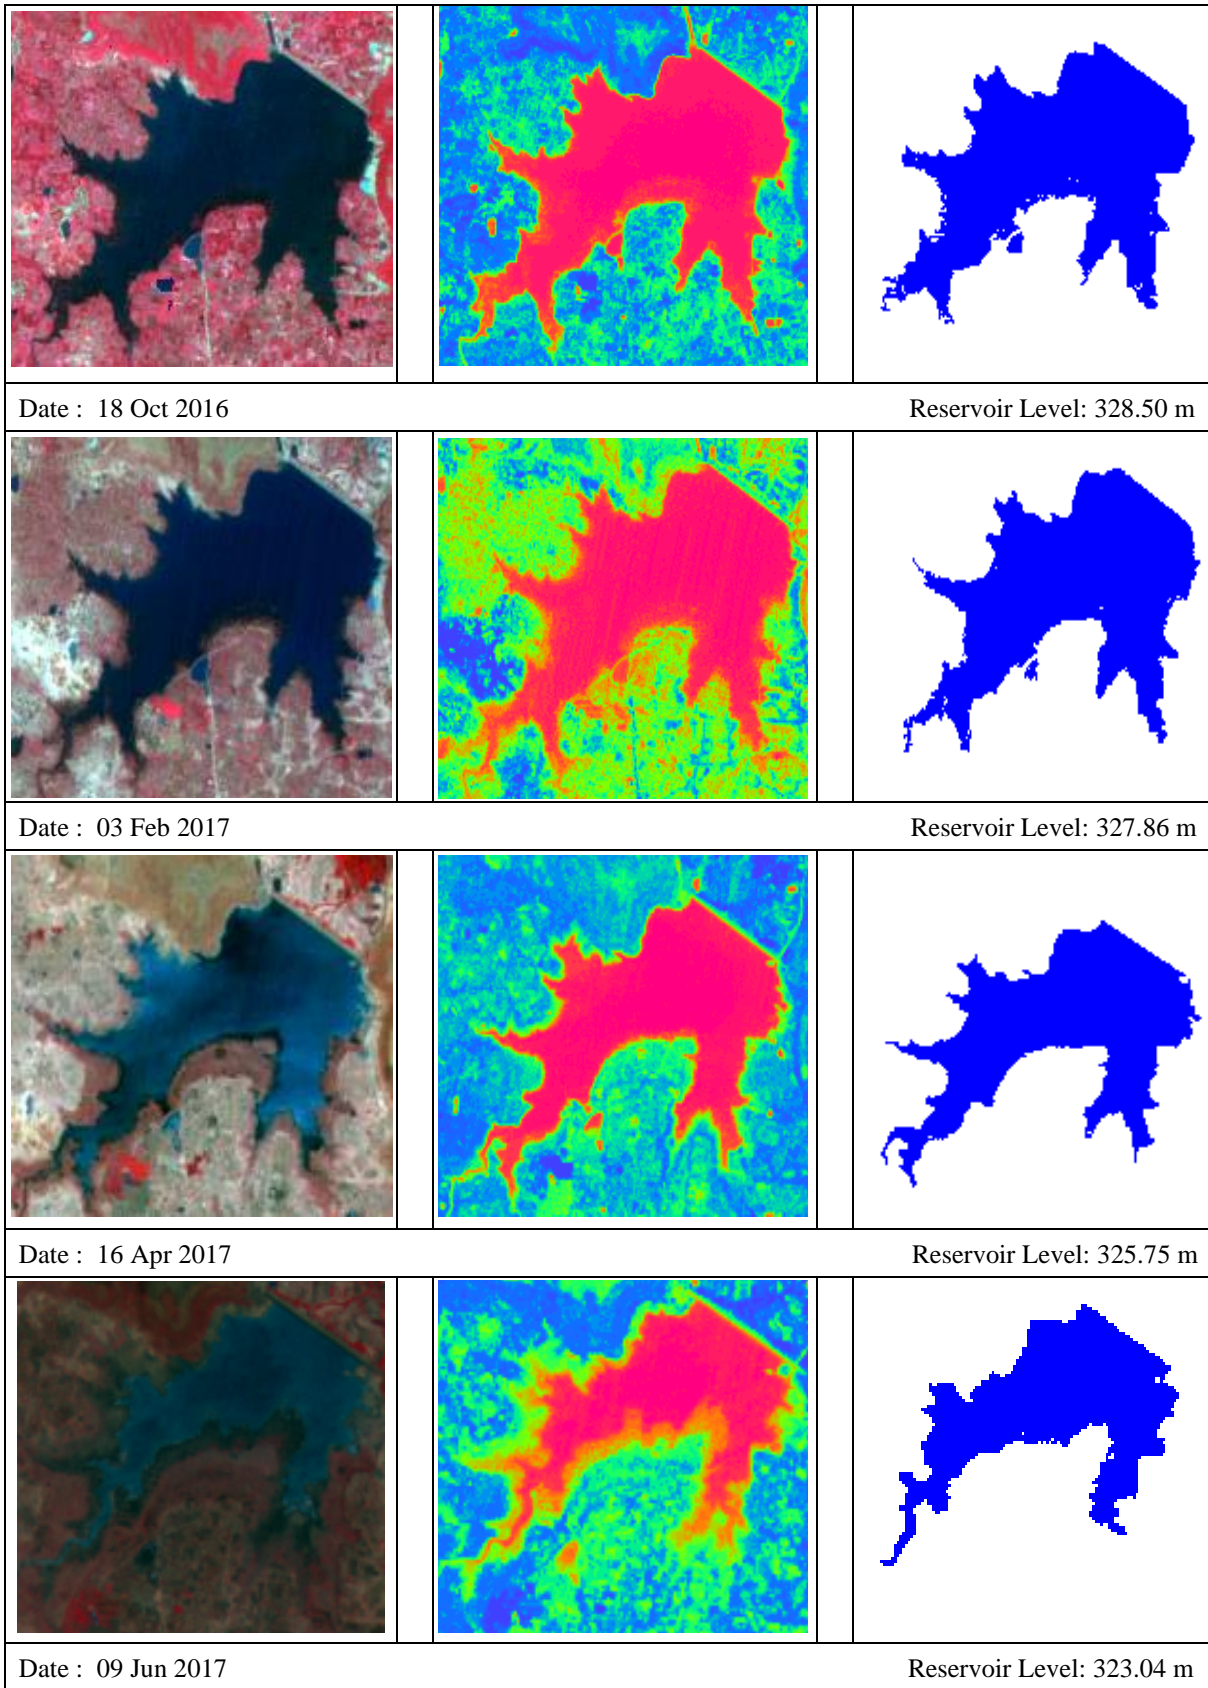 Date : 18 Oct 2016 Reservoir Level: 328.50 m
Date : 03 Feb 2017 Reservoir Level: 327.86 m
Date : 16 Apr 2017 Reservoir Level: 325.75 m
Date : 09 Jun 2017 Reservoir Level: 323.04 m